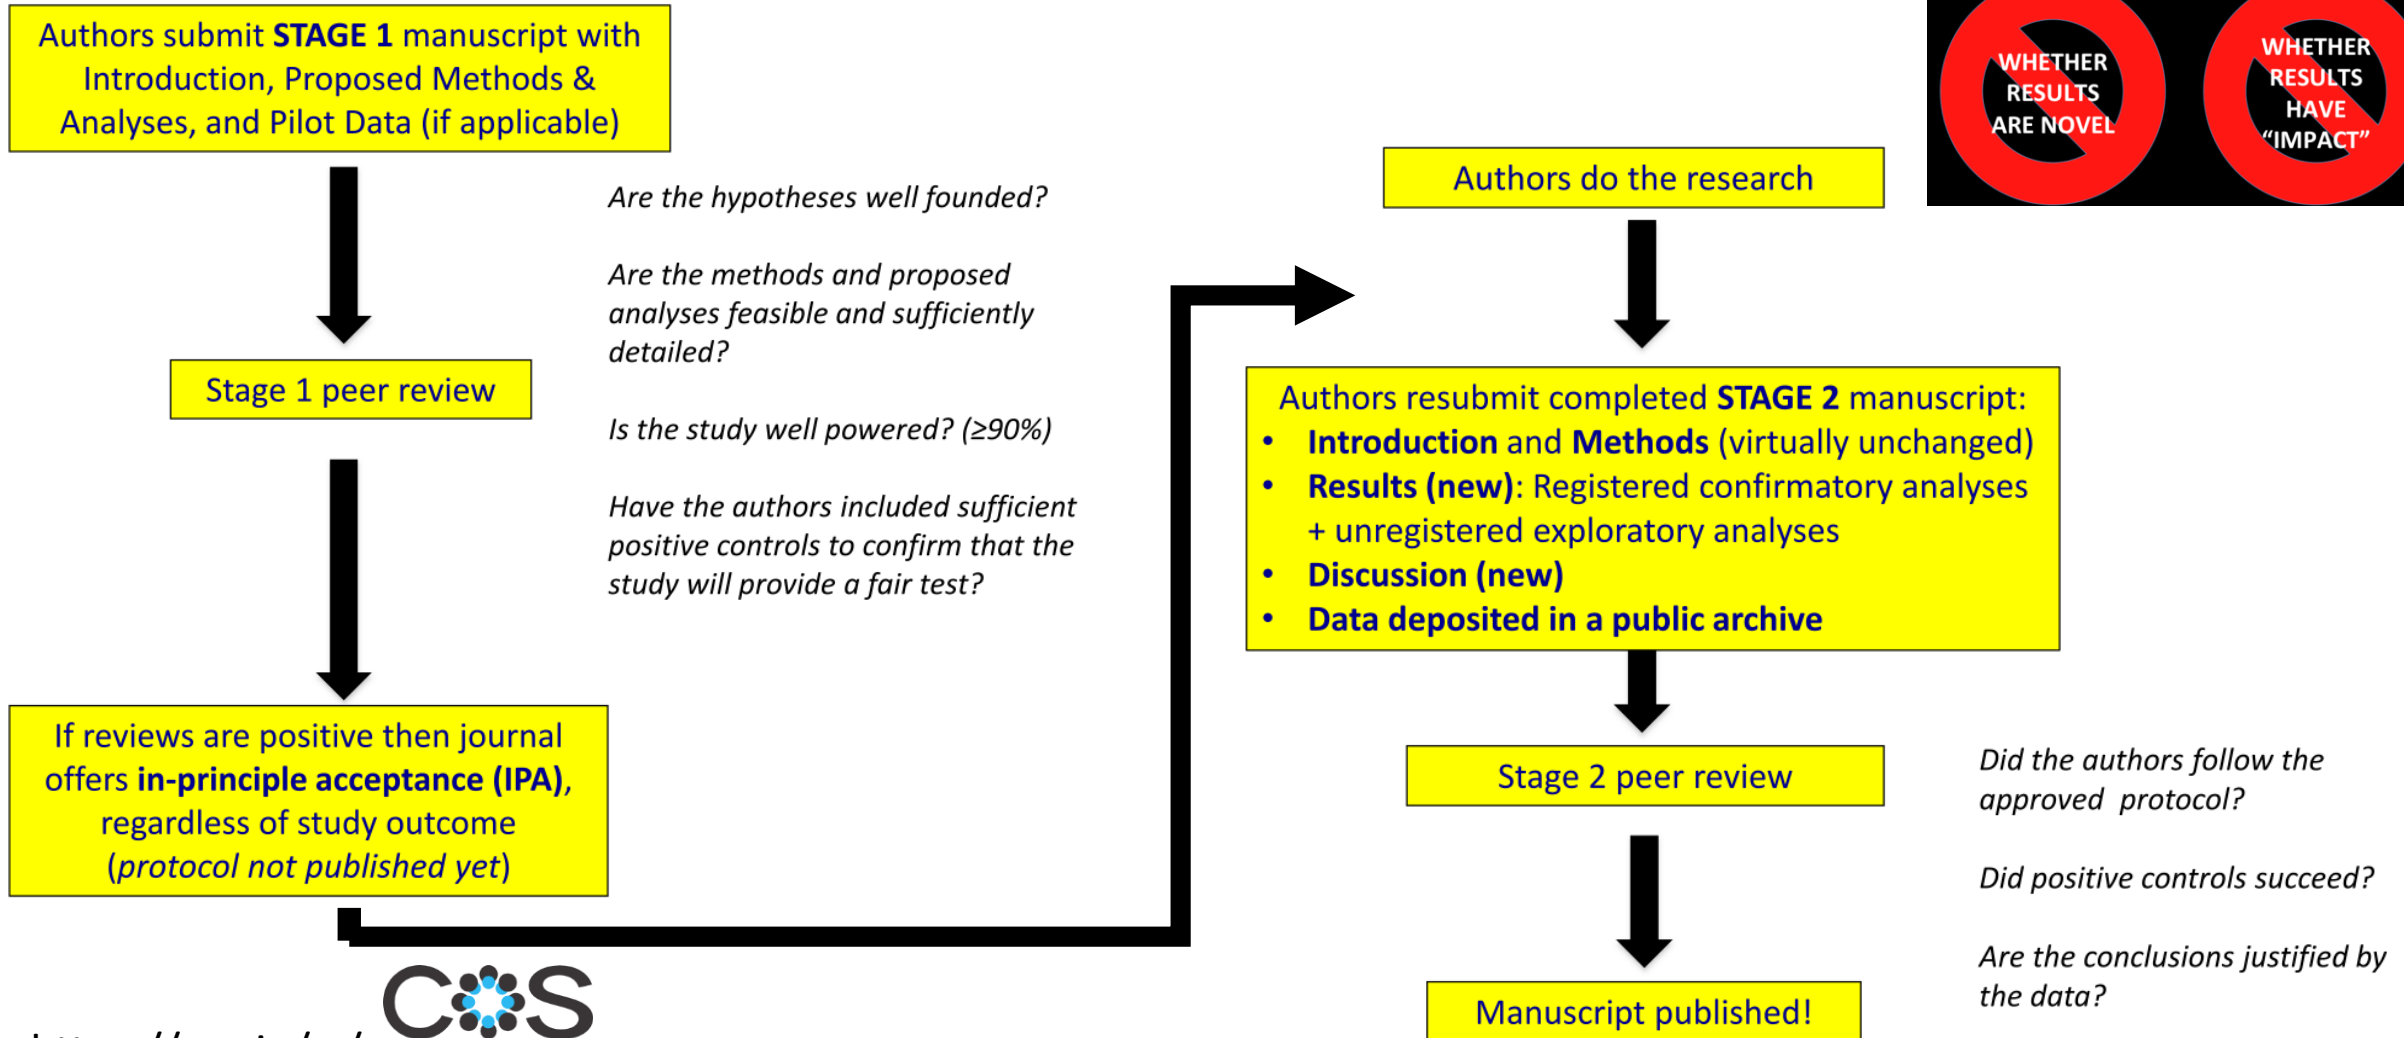 Authors submit STAGE 1 manuscript with
Introduction, Proposed Methods &
Analyses, and Pilot Data (if applicable)
Are the hypotheses well founded?
Are the methods and proposed
analyses feasible and sufficiently
detailed?
Is the study well powered? (≥90%)
Have the authors included sufficient
positive controls to confirm that the
study will provide a fair test?
Stage 1 peer review
If reviews are positive then journal
offers in-principle acceptance (IPA),
regardless of study outcome
(protocol not published yet)
COS
WHETHER
RESULTS
ARE NOVEL
WHETHER
RESULTS
HAVE
“IMPACT”
Authors do the research
Authors resubmit completed STAGE 2 manuscript:
• Introduction and Methods (virtually unchanged)
• Results (new): Registered confirmatory analyses
+ unregistered exploratory analyses
• Discussion (new)
• Data deposited in a public archive
Stage 2 peer review
Did the authors follow the
approved protocol?
Did positive controls succeed?
Are the conclusions justified by
the data?
Manuscript published!